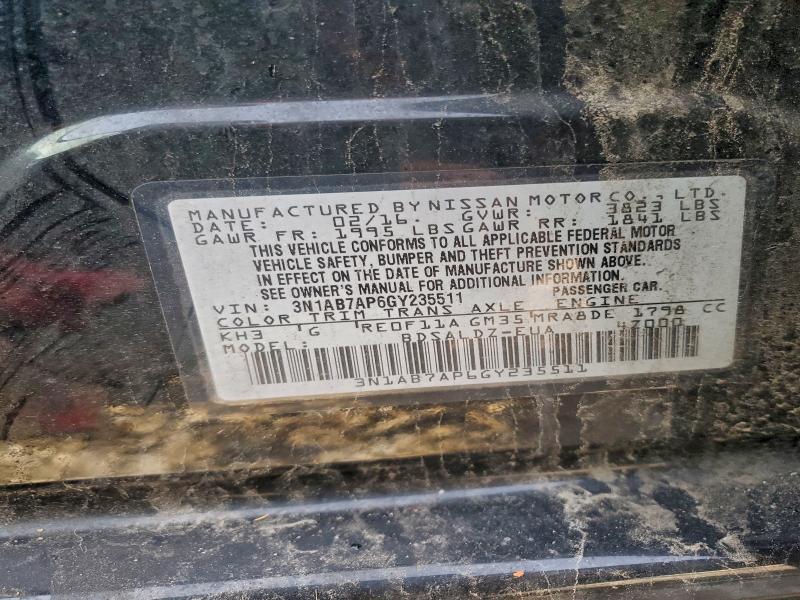 MANUFACTURED BY NISSAN MOTOR CO., LTD.
DATE: 02/16. GVWR: 3823 LBS
GAWR FR: 1995 LBS GAWR RR: 1841 LBS
THIS VEHICLE CONFORMS TO ALL APPLICABLE FEDERAL MOTOR
VEHICLE SAFETY, BUMPER AND THEFT PREVENTION STANDARDS
IN EFFECT ON THE DATE OF MANUFACTURE SHOWN ABOVE.
SEE OWNER'S MANUAL FOR ADDITIONAL INFORMATION.
VIN: 3N1AB7AP6GY235511 PASSENGER CAR.
COLOR TRIM TRANS AXLE ENGINE
KH3 G RE0F11A GM35 MRA8DE 1798 CC
MODEL: BDSALDZ-EUA 47000
3N1AB7AP6GY235511